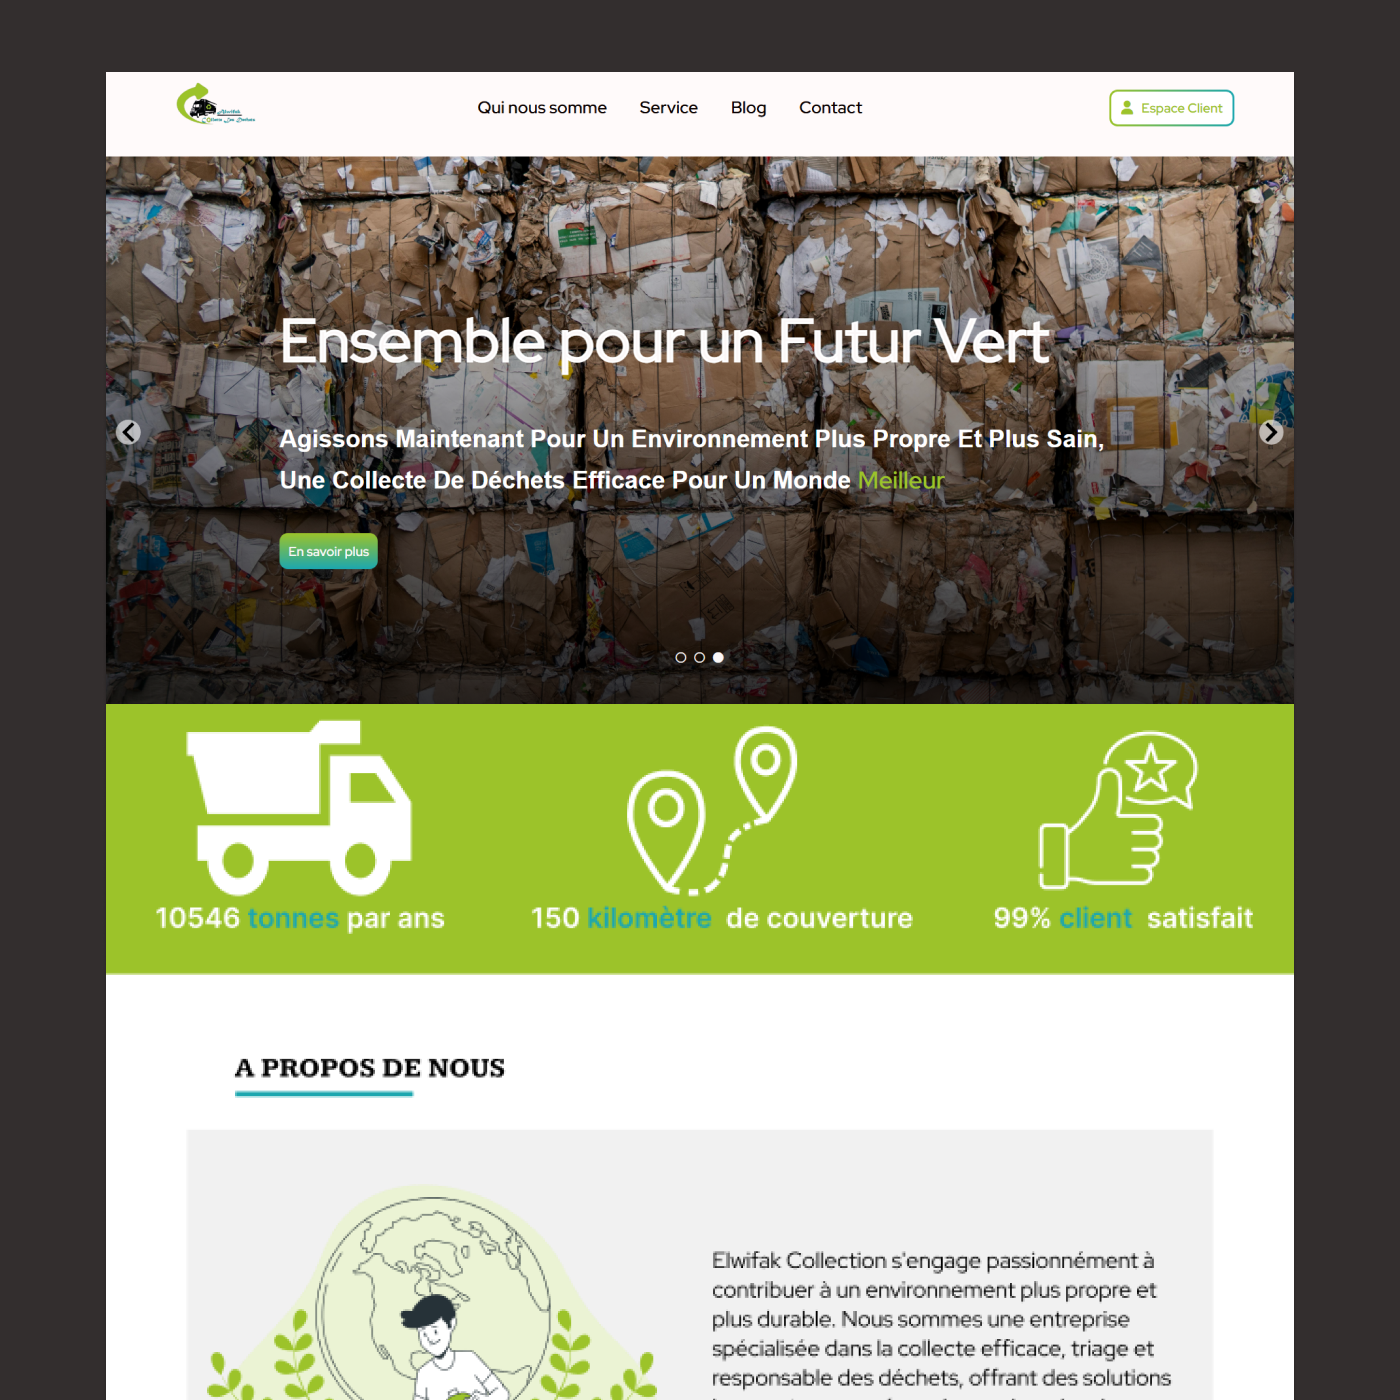 Qui nous somme
Service
Blog
Contact
Espace Client
Ensemble pour un Futur Vert
Agissons Maintenant Pour Un Environnement Plus Propre Et Plus Sain,
Une Collecte De Déchets Efficace Pour Un Monde Meilleur
En savoir plus
10546 tonnes par ans
150 kilomètre de couverture
99% client satisfait
A PROPOS DE NOUS
Elwifak Collection s'engage passionnément à
contribuer à un environnement plus propre et
plus durable. Nous sommes une entreprise
spécialisée dans la collecte efficace, triage et
responsable des déchets, offrant des solutions